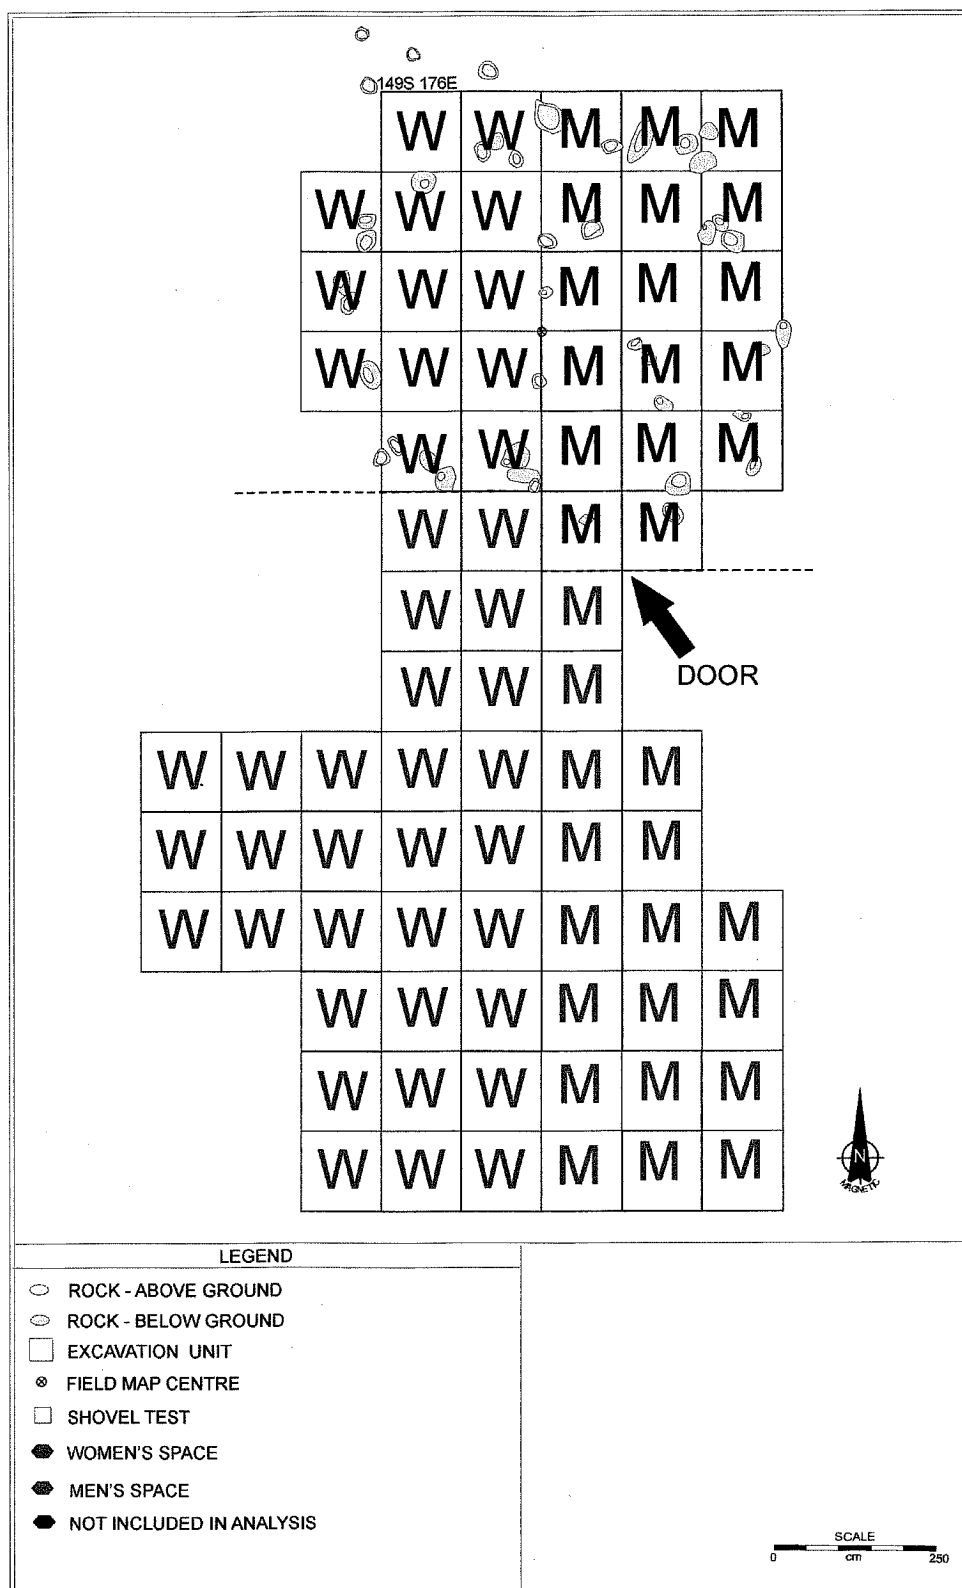 149S 176E
W W M M M
W W W M M M
W W W M M M
W W W M M M
W W M M M
W W M M
W W M
DOOR
W W M
W W W W W M M
W W W W W M M
W W W W W M M M
W W W M M M
W W W M M M
W W W M M M
N
MAGNETIC
LEGEND
ROCK - ABOVE GROUND
ROCK - BELOW GROUND
EXCAVATION UNIT
FIELD MAP CENTRE
SHOVEL TEST
WOMEN'S SPACE
MEN'S SPACE
NOT INCLUDED IN ANALYSIS
SCALE
0 cm 250